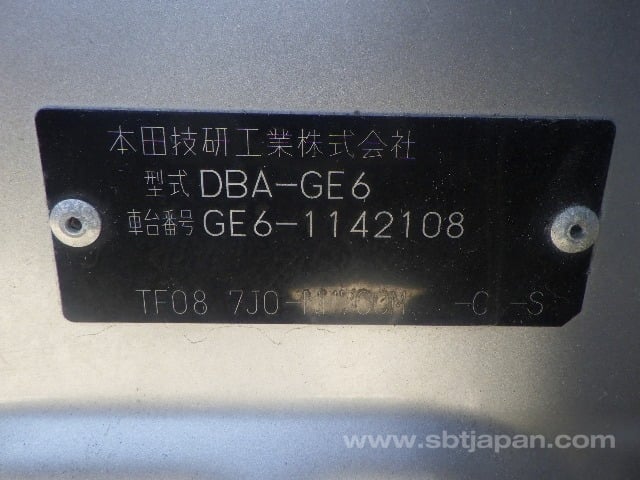 本田技研工業株式会社
型式 DBA-GE6
車台番号 GE6-1142108
TF08 7J0- -C -S
www.sbtjapan.com